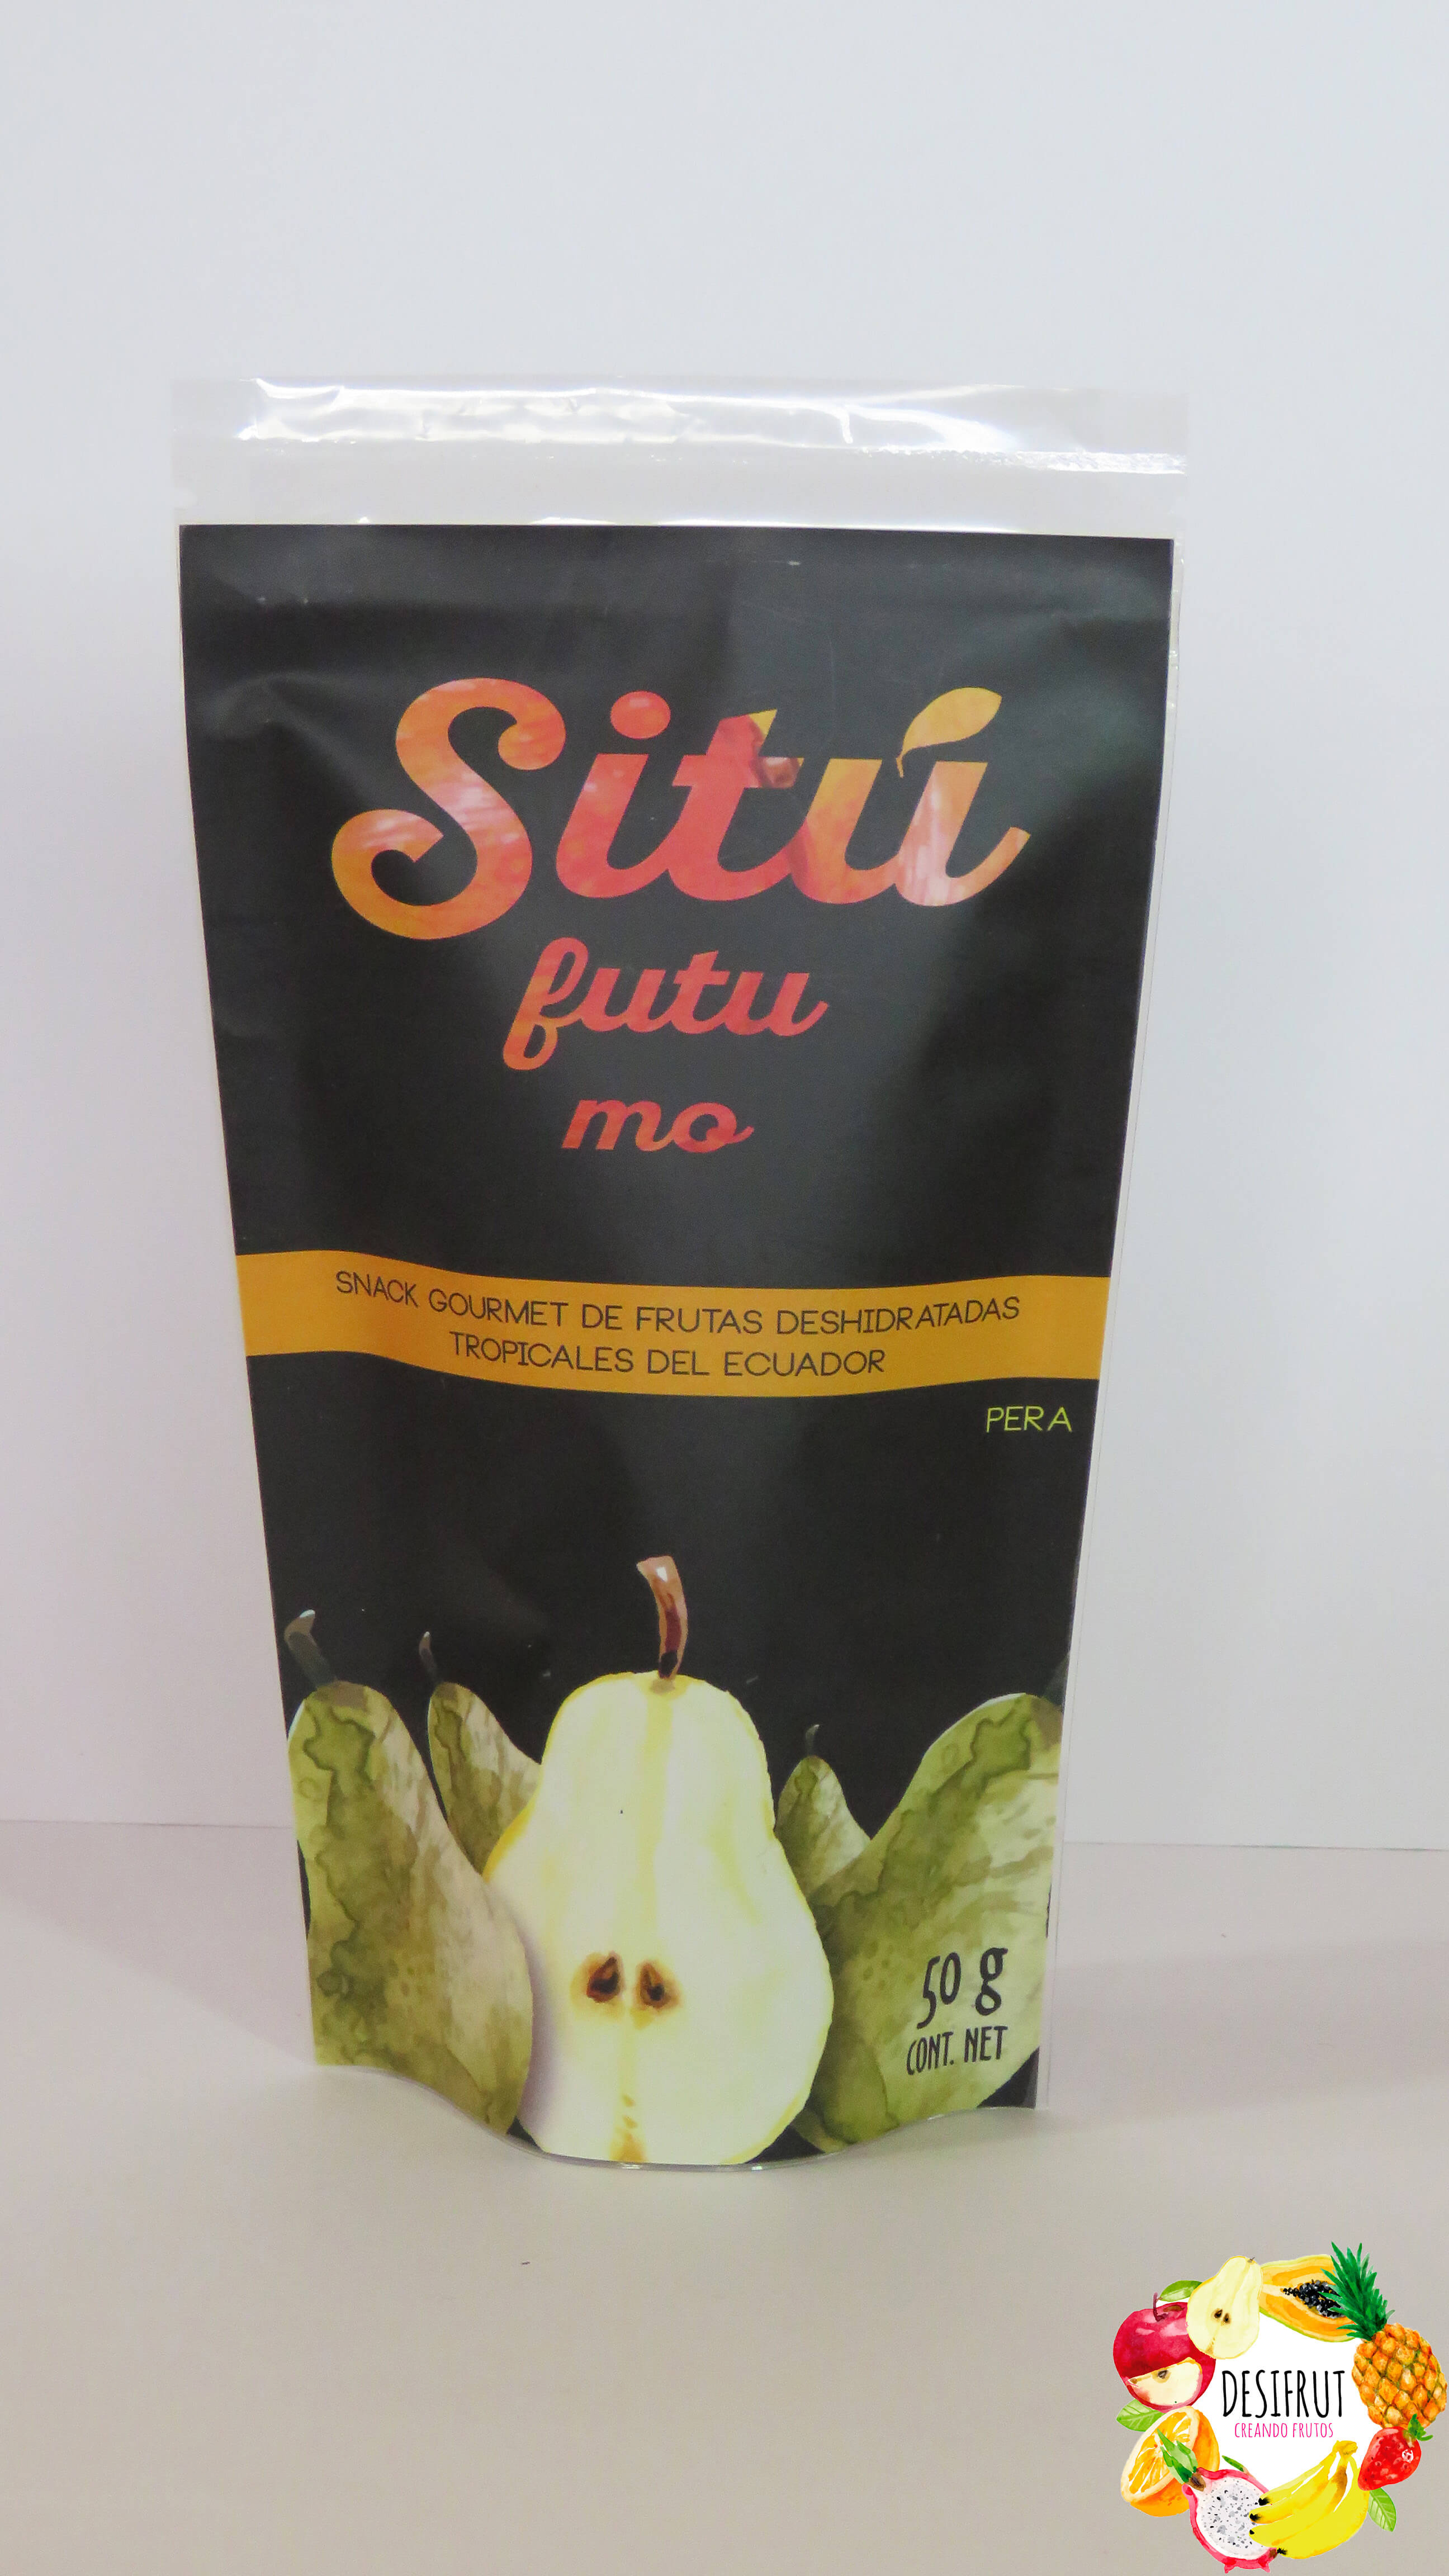 Sitú
futu
mo
SNACK GOURMET DE FRUTAS DESHIDRATADAS
TROPICALES DEL ECUADOR
PERA
50 g
CONT. NET
DESIFRUT
CREANDO FRUTOS